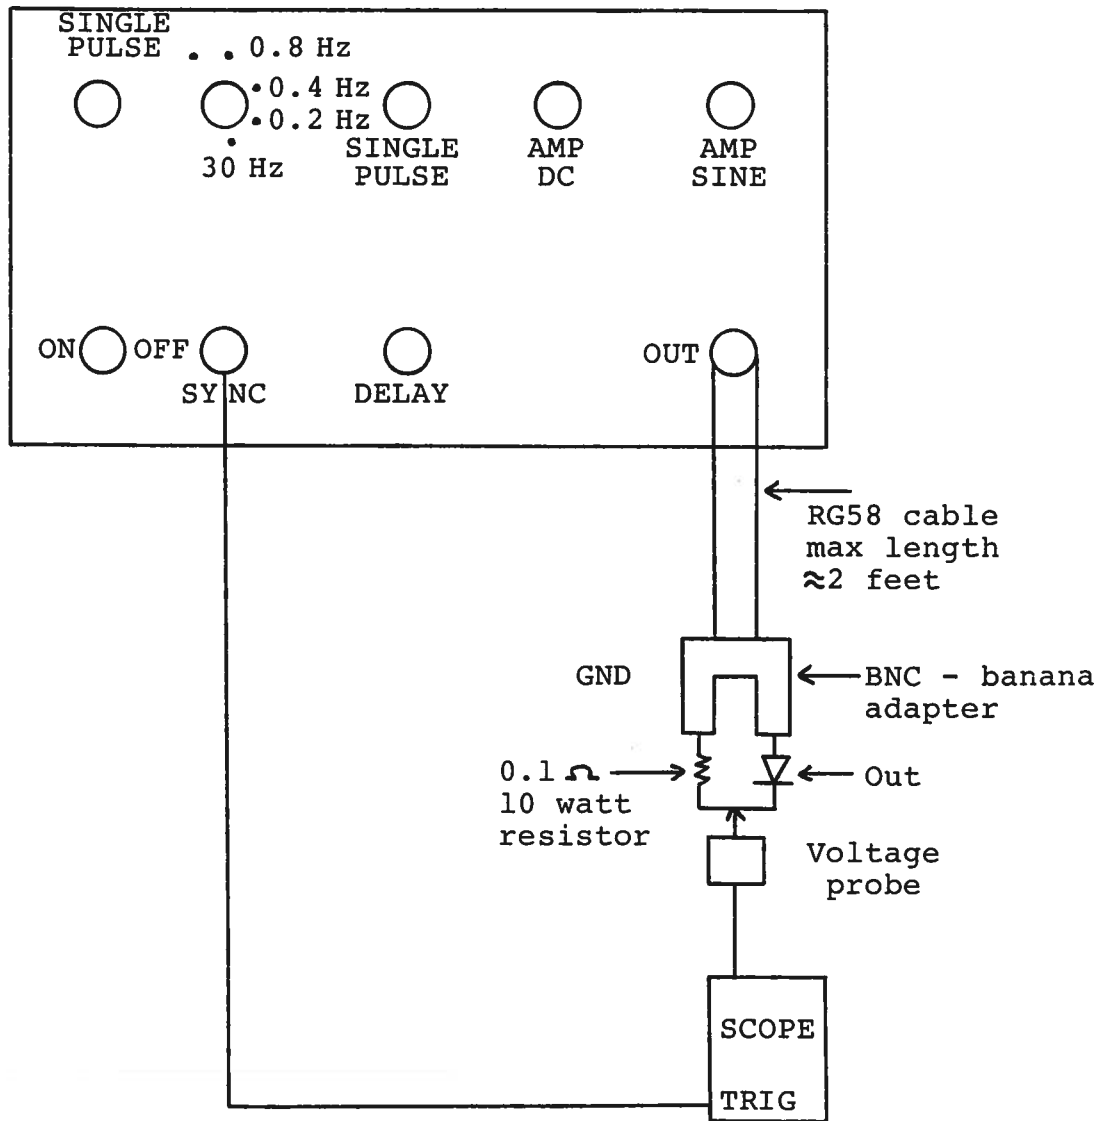 SINGLE
PULSE
0.8 Hz
0.4 Hz
0.2 Hz
30 Hz
SINGLE
PULSE
AMP
DC
AMP
SINE
ON
OFF
SYNC
DELAY
OUT
RG58 cable
max length
≈2 feet
GND
BNC - banana
adapter
0.1 Ω
10 watt
resistor
Out
Voltage
probe
SCOPE
TRIG